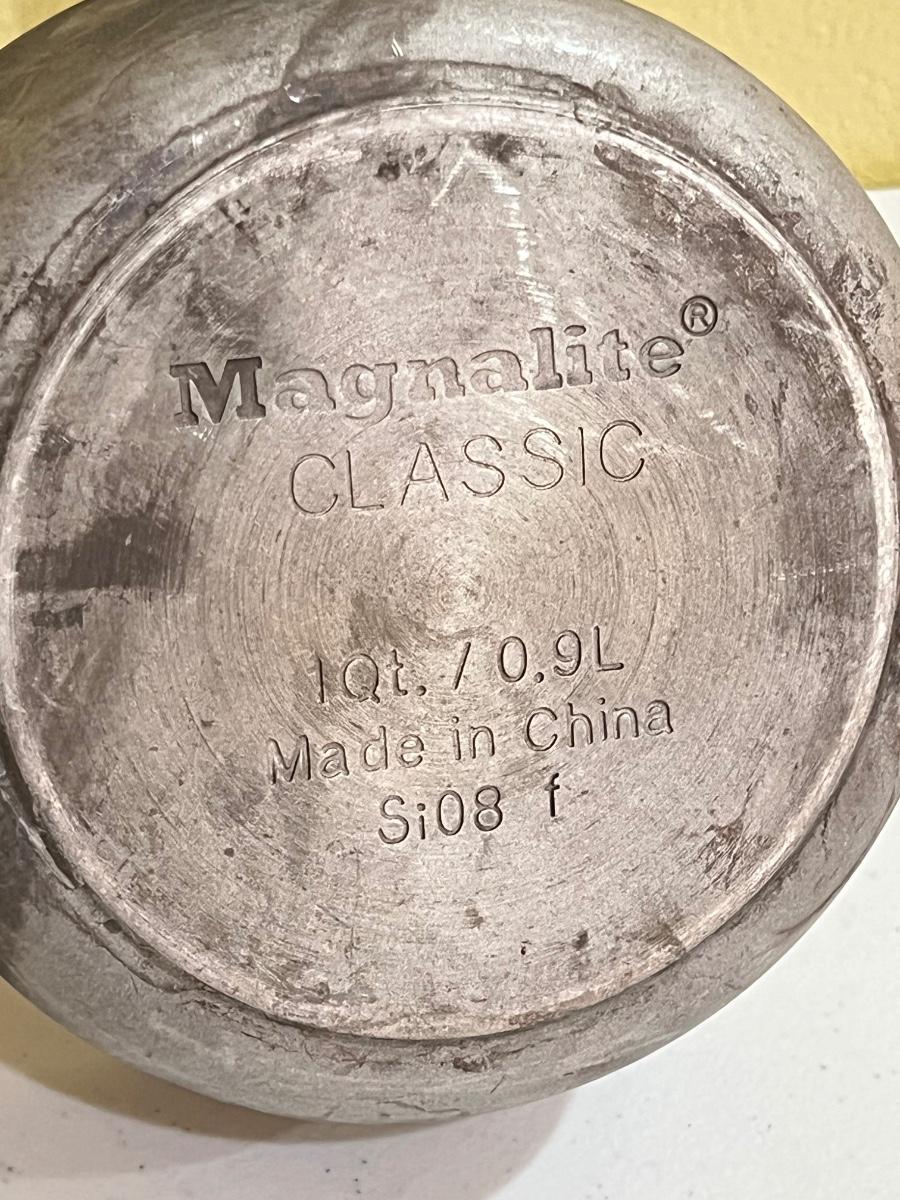 Magnalite®
CLASSIC
1Qt. / 0.9L
Made in China
Si08 f